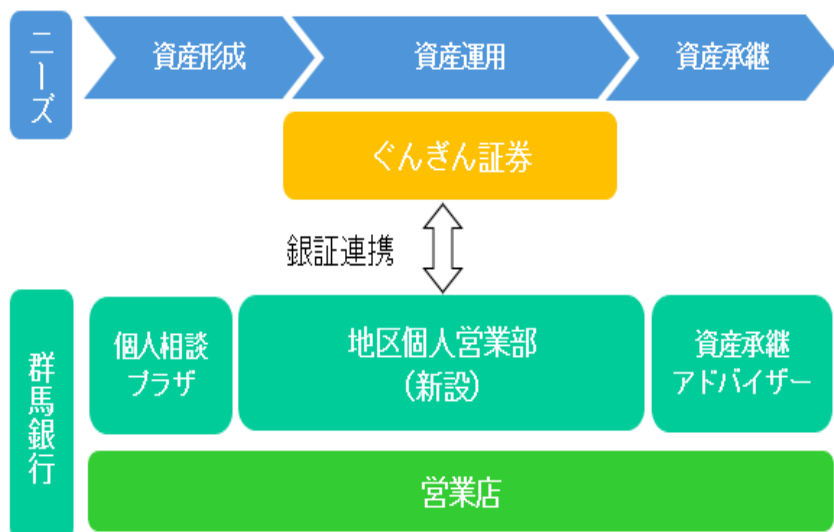 ニーズ
資産形成
資産運用
資産承継
ぐんぎん証券
銀証連携
群馬銀行
個人相談
プラザ
地区個人営業部
（新設）
資産承継
アドバイザー
営業店